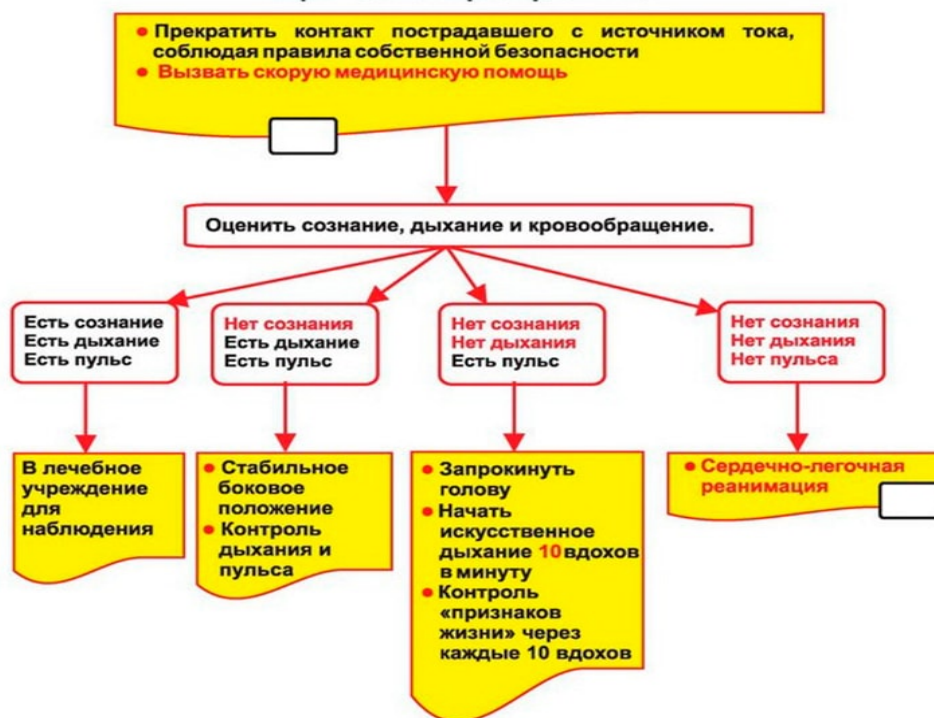 ● Прекратить контакт пострадавшего с источником тока,
соблюдая правила собственной безопасности
● Вызвать скорую медицинскую помощь
Оценить сознание, дыхание и кровообращение.
Есть сознание
Есть дыхание
Есть пульс
Нет сознания
Есть дыхание
Есть пульс
Нет сознания
Нет дыхания
Есть пульс
Нет сознания
Нет дыхания
Нет пульса
В лечебное
учреждение
для
наблюдения
● Стабильное
боковое
положение
● Контроль
дыхания и
пульса
● Запрокинуть
голову
● Начать
искусственное
дыхание 10 вдохов
в минуту
● Контроль
«признаков
жизни» через
каждые 10 вдохов
● Сердечно-легочная
реанимация